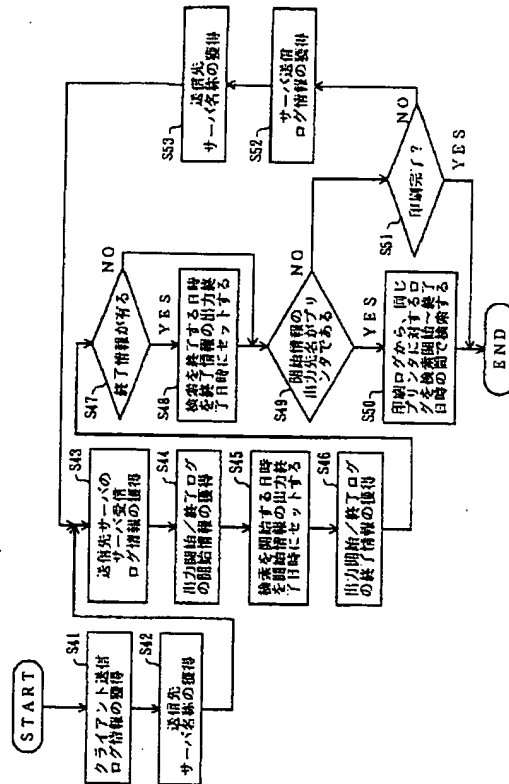 START
S41
クライアント送信
ログ情報の獲得
S42
送信先
サーバ名称の獲得
S43
送信先サーバの
サーバ受信
ログ情報の獲得
S44
出力開始/終了ログ
の開始情報の獲得
S45
検索を開始する日時
を開始情報の出力終
了日時にセットする
S46
出力開始/終了ログ
の終了情報の獲得
S47
終了情報が有る
NO
YES
S48
検索を終了する日時
を終了情報の出力終
了日時にセットする
S49
開始情報の
出力先名がプリ
ンタである
NO
YES
S50
印刷ログから、同じ
プリンタに対するロ
グを検索開始~終了
日時の間で検索する
S51
印刷完了?
NO
YES
S52
サーバ送信
ログ情報の獲得
S53
送信先
サーバ名称の獲得
END